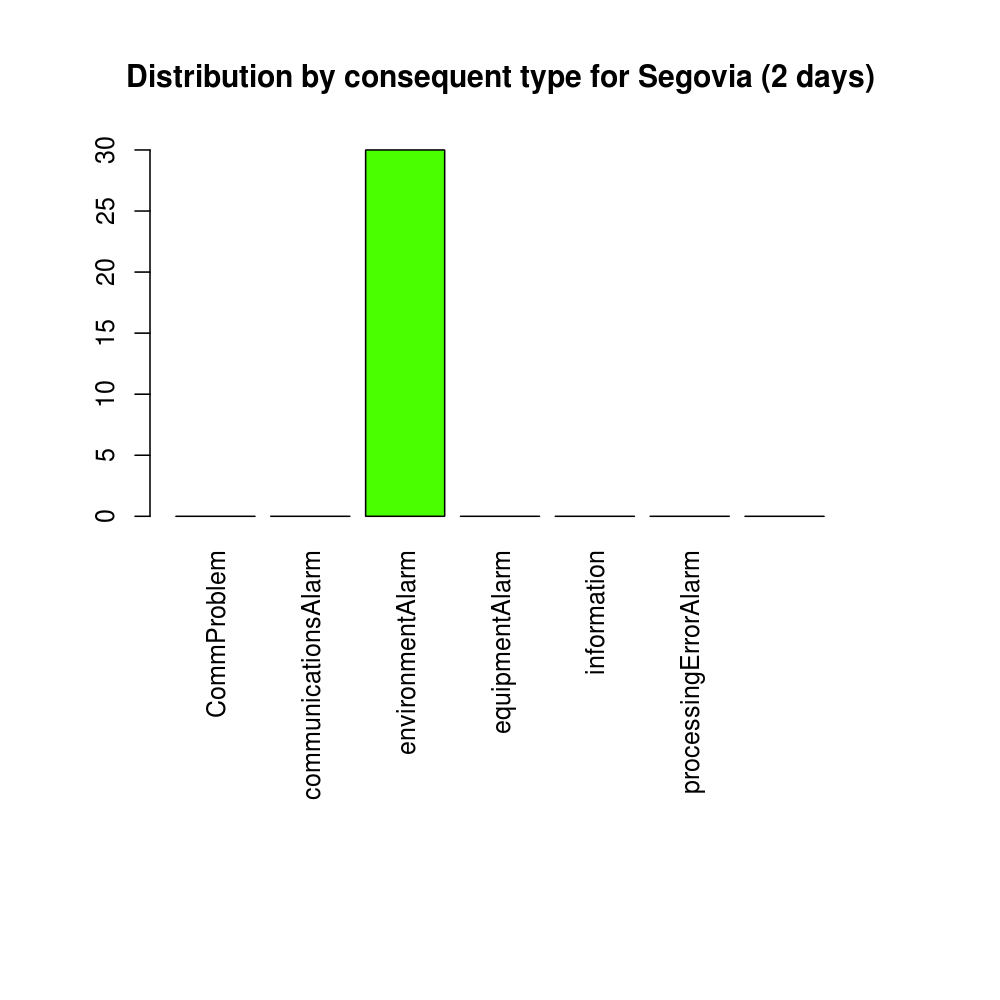 Distribution by consequent type for Segovia (2 days)
30
25
20
15
10
5
0
CommProblem
communicationsAlarm
environmentAlarm
equipmentAlarm
information
processingErrorAlarm